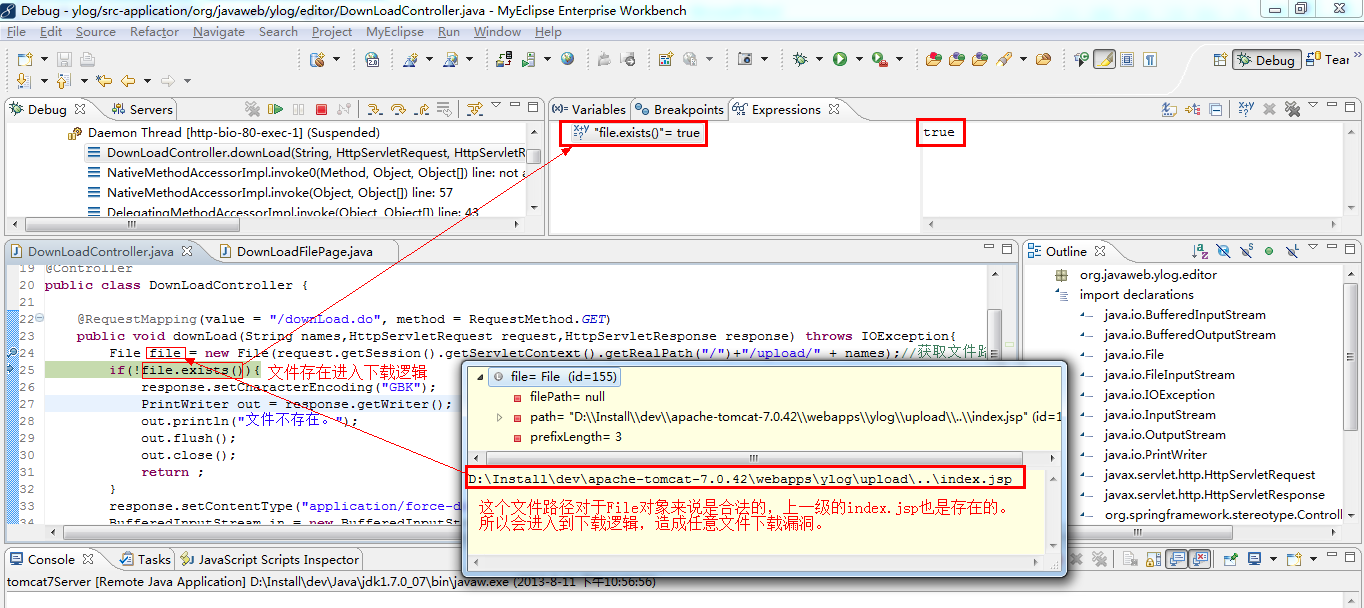 Debug - ylog/src-application/org/javaweb/ylog/editor/DownLoadController.java - MyEclipse Enterprise Workbench
File Edit Source Refactor Navigate Search Project MyEclipse Run Window Help
Debug
Debug Servers
Daemon Thread [http-bio-80-exec-1] (Suspended)
DownLoadController.downLoad(String, HttpServletRequest, HttpServletR
NativeMethodAccessorImpl.invoke0(Method, Object, Object[]) line: not
NativeMethodAccessorImpl.invoke(Object, Object[]) line: 57
DelegatingMethodAccessorImpl.invoke(Object, Object[]) line: 43
(x)= Variables Breakpoints Expressions
"file.exists()"= true
true
DownLoadController.java DownLoadFilePage.java
19 @Controller
20 public class DownLoadController {
21
22 @RequestMapping(value = "/downLoad.do", method = RequestMethod.GET)
23 public void downLoad(String names,HttpServletRequest request,HttpServletResponse response) throws IOException{
24 File file = new File(request.getSession().getServletContext().getRealPath("/")+"/upload/" + names);//获取文件路
25 if(!file.exists()){ 文件存在进入下载逻辑
26 response.setCharacterEncoding("GBK");
27 PrintWriter out = response.getWriter();
28 out.println("文件不存在。");
29 out.flush();
30 out.close();
31 return ;
32 }
33 response.setContentType("application/force-d
34 BufferedInputStream in = new BufferedInputSt
file= File (id=155)
filePath= null
path= "D:\\Install\\dev\\apache-tomcat-7.0.42\\webapps\\ylog\\upload\\..\\index.jsp" (id=1
prefixLength= 3
D:\Install\dev\apache-tomcat-7.0.42\webapps\ylog\upload\..\index.jsp
这个文件路径对于File对象来说是合法的，上一级的index.jsp也是存在的。
所以会进入到下载逻辑，造成任意文件下载漏洞。
Outline
org.javaweb.ylog.editor
import declarations
java.io.BufferedInputStream
java.io.BufferedOutputStream
java.io.File
java.io.FileInputStream
java.io.IOException
java.io.InputStream
java.io.OutputStream
java.io.PrintWriter
javax.servlet.http.HttpServletRequest
javax.servlet.http.HttpServletResponse
org.springframework.stereotype.Controll
Console Tasks JavaScript Scripts Inspector
tomcat7Server [Remote Java Application] D:\Install\dev\Java\jdk1.7.0_07\bin\javaw.exe (2013-8-11 下午10:56:56)